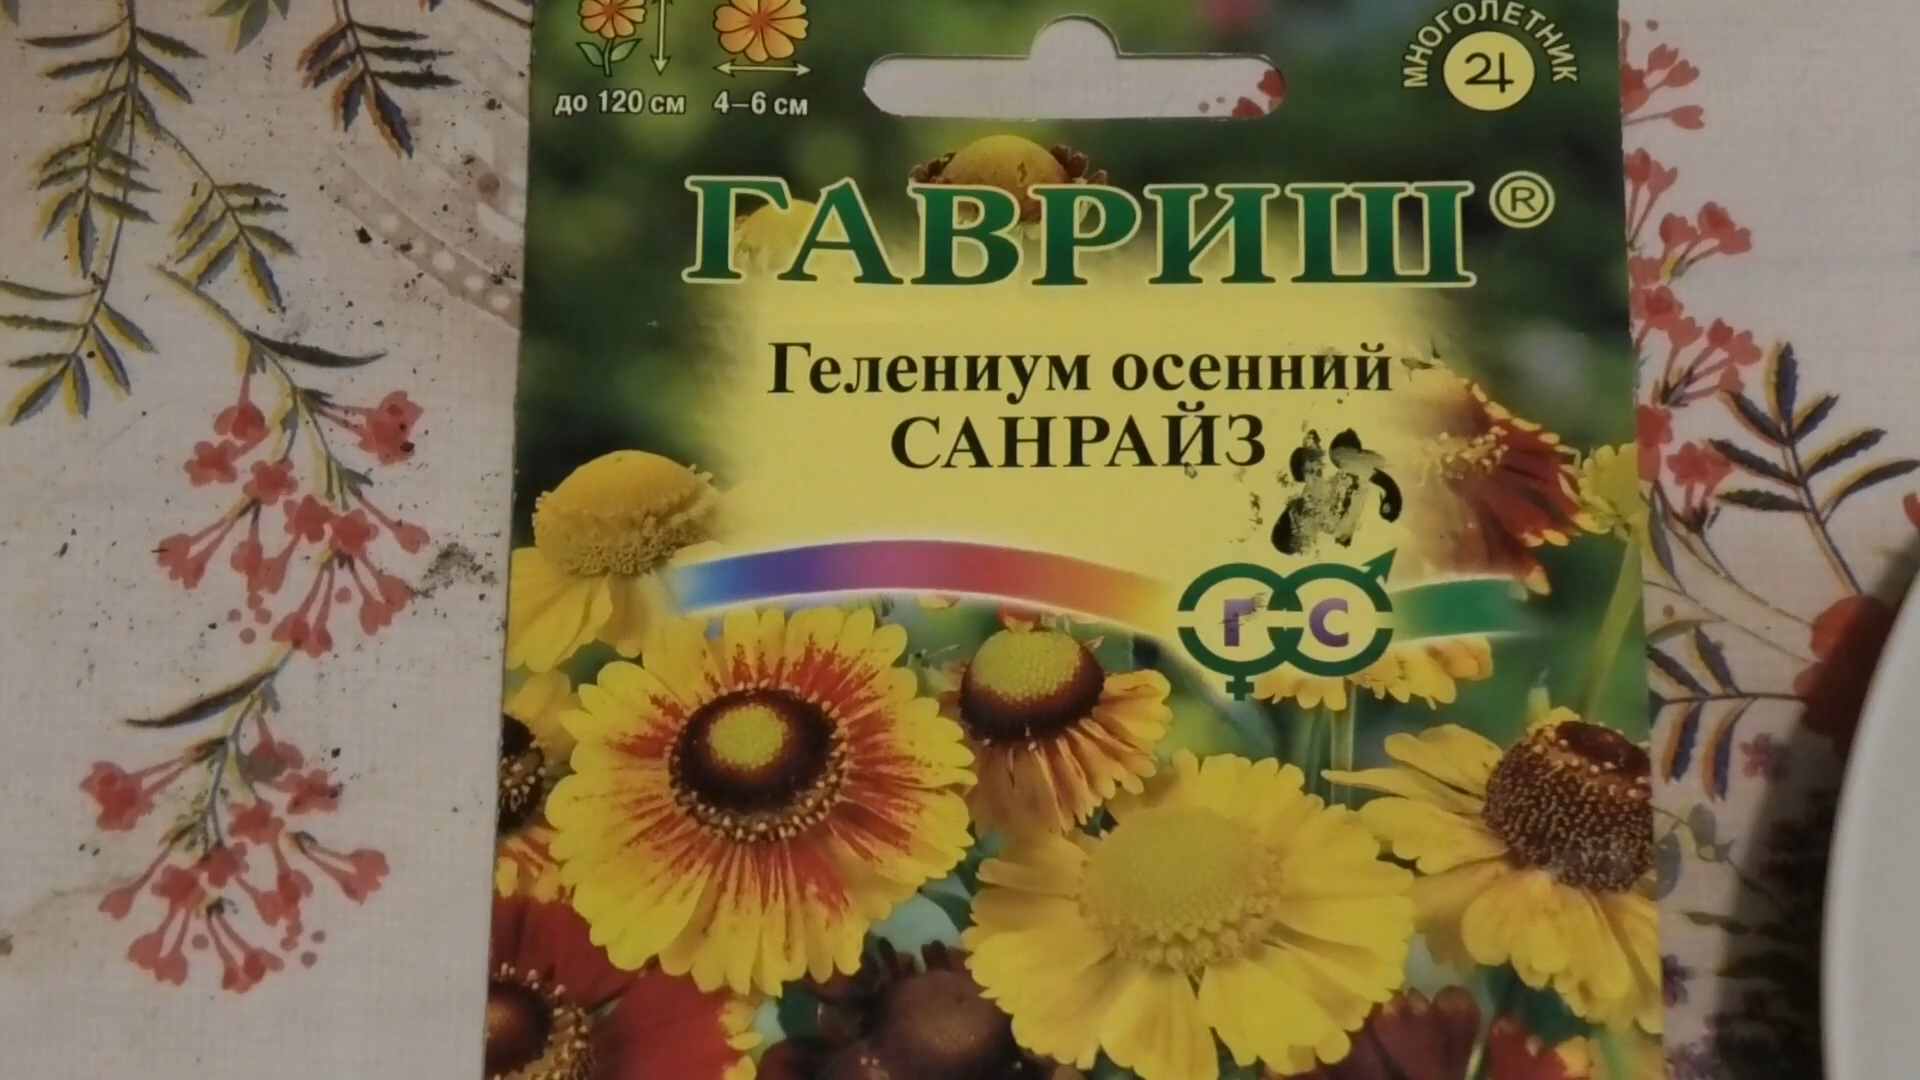 до 120 см 4–6 см
МНОГОЛЕТНИК
ГАВРИШ®
Гелениум осенний
САНРАЙЗ
Г С